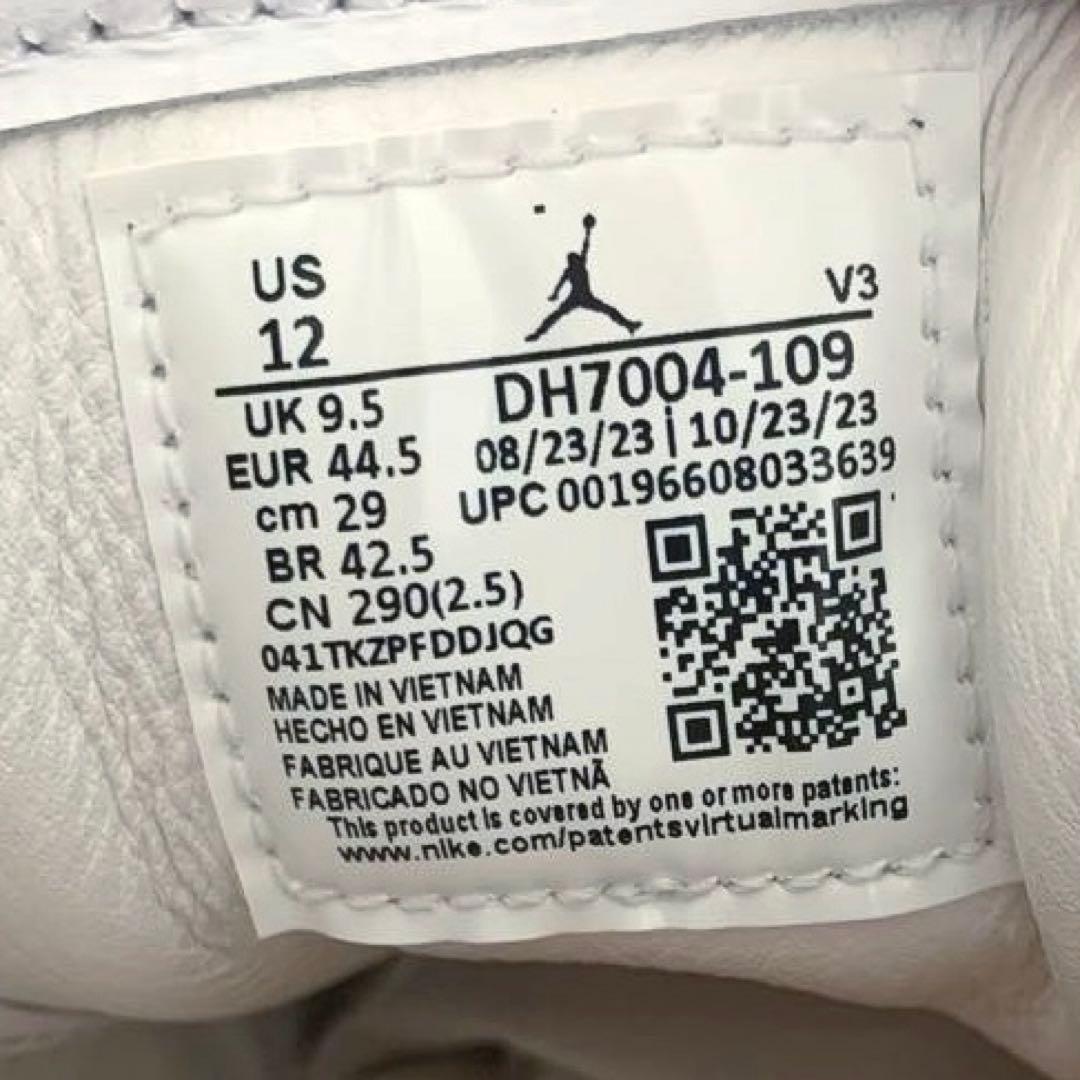 US
12
V3
UK 9.5
EUR 44.5
cm 29
BR 42.5
CN 290(2.5)
DH7004-109
08/23/23 | 10/23/23
UPC 00196608033639
041TKZPFDDJQG
MADE IN VIETNAM
HECHO EN VIETNAM
FABRIQUE AU VIETNAM
FABRICADO NO VIETNÃ
This product is covered by one or more patents:
www.nike.com/patentsvirtualmarking